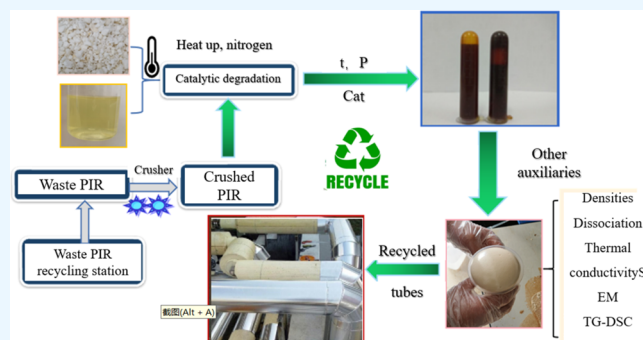 Heat up, nitrogen
Catalytic degradation
t, P
Cat
Crusher
Waste PIR
Crushed
PIR
Waste PIR
recycling station
RECYCLE
Other
auxiliaries
Recycled
tubes
截图(Alt + A)
Densities
Dissociation
Thermal
conductivityS
EM
TG-DSC